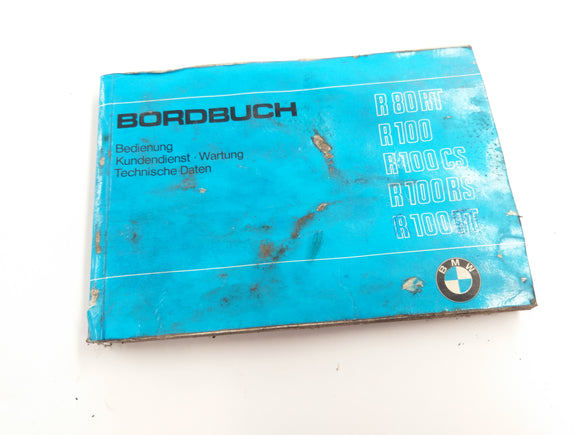 BORDBUCH
Bedienung
Kundendienst · Wartung
Technische Daten
R 80 RT
R 100
R 100 CS
R 100 RS
R 100 RT
BMW